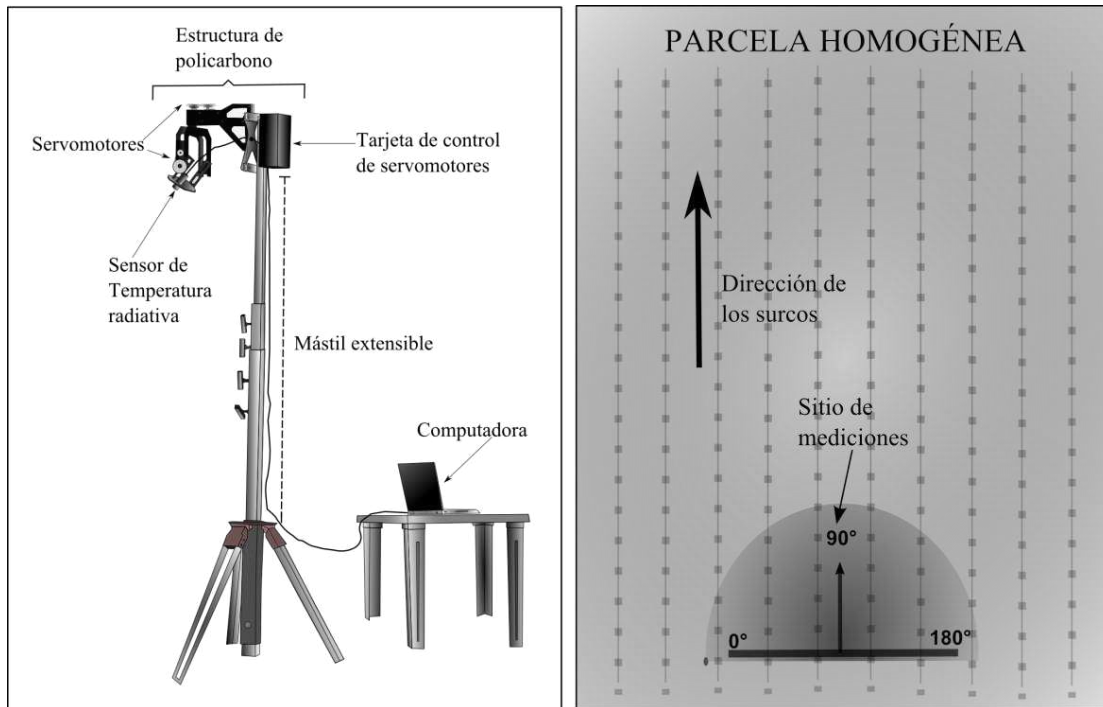 Estructura de
policarbono
Servomotores
Tarjeta de control
de servomotores
Sensor de
Temperatura
radiativa
Mástil extensible
Computadora
PARCELA HOMOGÉNEA
Dirección de
los surcos
Sitio de
mediciones
90°
0°
180°